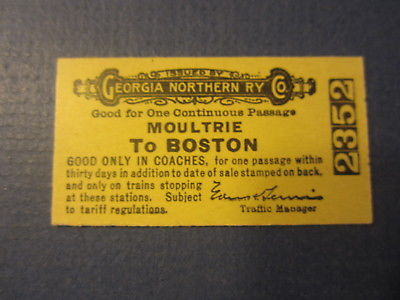 ISSUED BY
GEORGIA NORTHERN RY CO.
Good for One Continuous Passage
MOULTRIE
To BOSTON
GOOD ONLY IN COACHES, for one passage within
thirty days in addition to date of sale stamped on back,
and only on trains stopping
at these stations. Subject
to tariff regulations.
Traffic Manager
2352